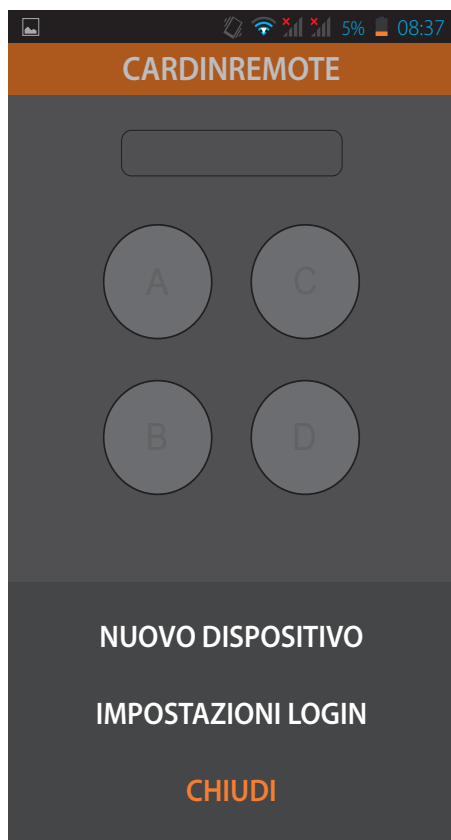 5% 08:37
CARDINREMOTE
A C
B D
NUOVO DISPOSITIVO
IMPOSTAZIONI LOGIN
CHIUDI